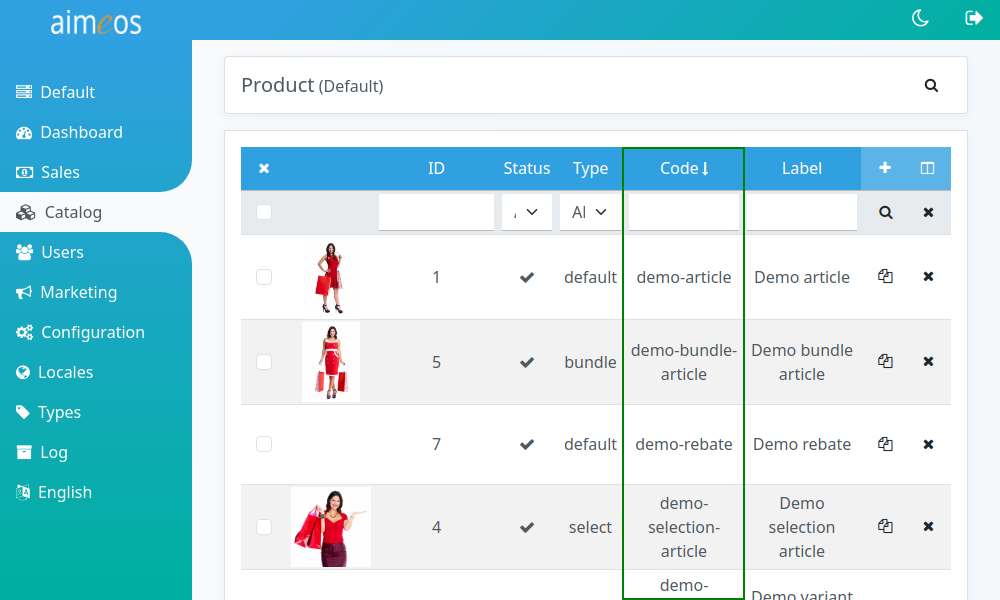 aimeos
Default
Dashboard
Sales
Catalog
Users
Marketing
Configuration
Locales
Types
Log
English
Product (Default)
ID Status Type Code Label
Al
1 default demo-article Demo article
5 bundle demo-bundle-article Demo bundle article
7 default demo-rebate Demo rebate
4 select demo-selection-article Demo selection article
demo- Demo variant